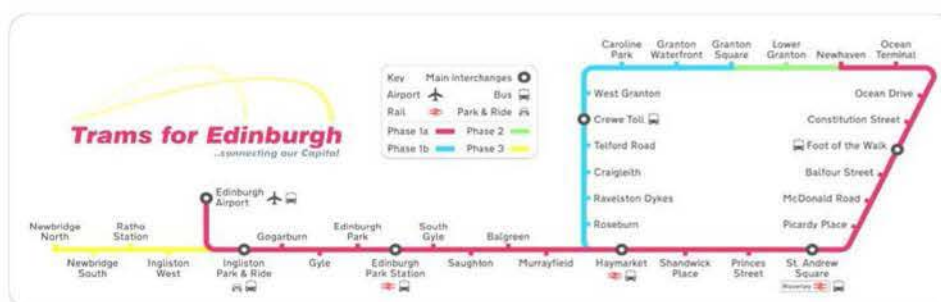 Trams for Edinburgh
...connecting our Capital
Key
Main Interchanges
Airport
Bus
Rail
Park & Ride
Phase 1a
Phase 2
Phase 1b
Phase 3
Caroline
Park
Granton
Waterfront
Granton
Square
Lower
Granton
Newhaven
Ocean
Terminal
West Granton
Crewe Toll
Telford Road
Craigleith
Ravelston Dykes
Roseburn
Ocean Drive
Constitution Street
Foot of the Walk
Balfour Street
McDonald Road
Picardy Place
Edinburgh
Airport
Newbridge
North
Ratho
Station
Gogarburn
Edinburgh
Park
South
Gyle
Balgreen
Newbridge
South
Ingliston
West
Ingliston
Park & Ride
Gyle
Edinburgh
Park Station
Saughton
Murrayfield
Haymarket
Shandwick
Place
Princes
Street
St. Andrew
Square
Waverley